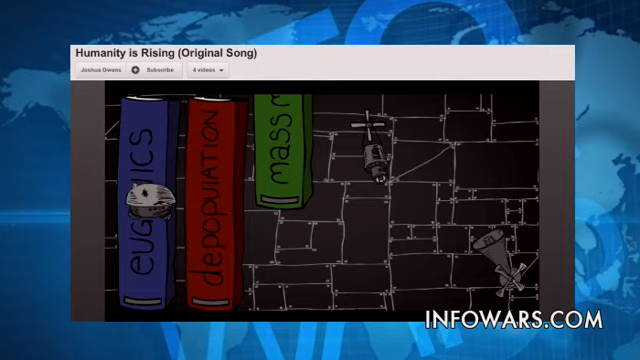 Humanity is Rising (Original Song)
Joshua Owens Subscribe 4 videos
depopulation
INFOWARS.COM